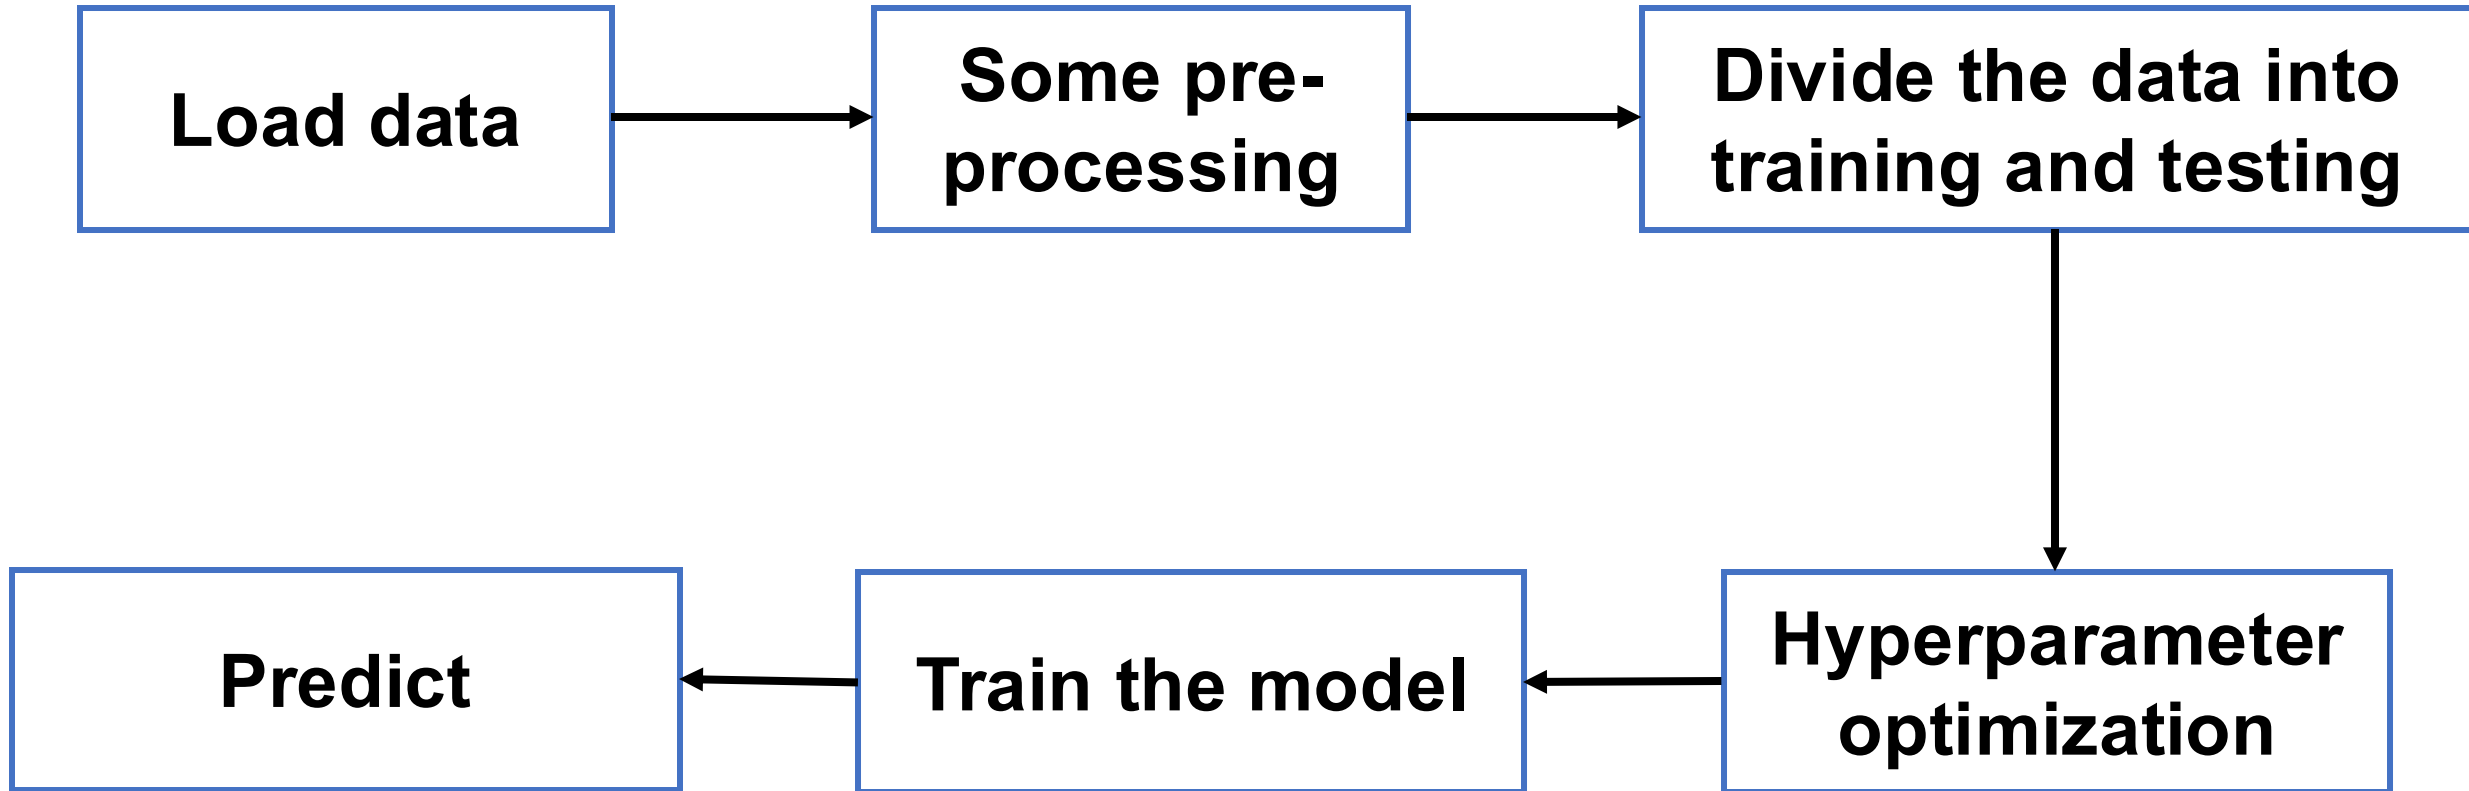 Load data
Some pre-
processing
Divide the data into
training and testing
Hyperparameter
optimization
Train the model
Predict